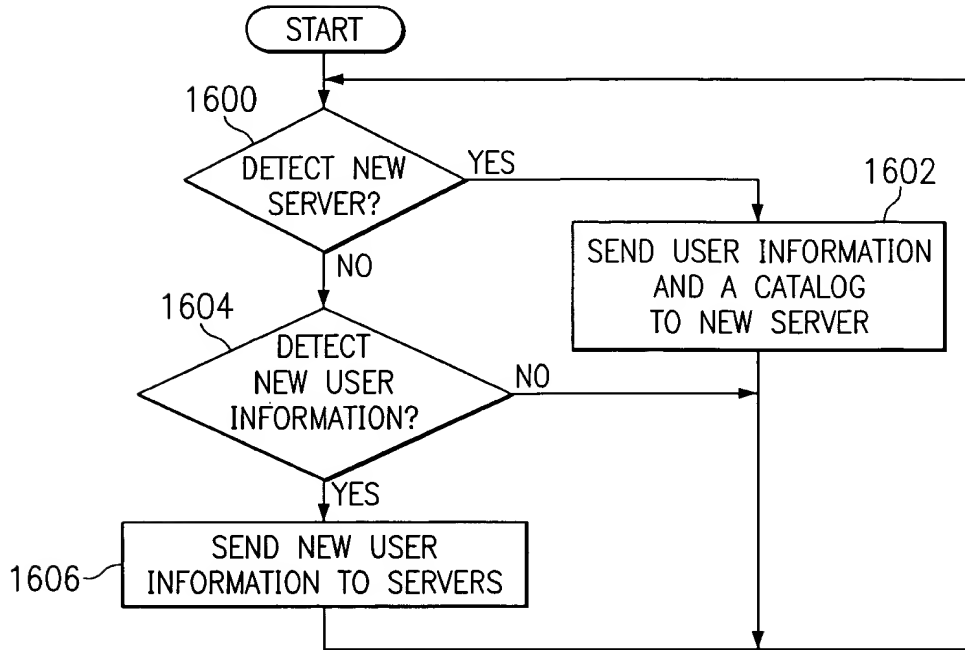 START
1600
DETECT NEW
SERVER?
YES
1602
SEND USER INFORMATION
AND A CATALOG
TO NEW SERVER
NO
1604
DETECT
NEW USER
INFORMATION?
NO
YES
1606
SEND NEW USER
INFORMATION TO SERVERS